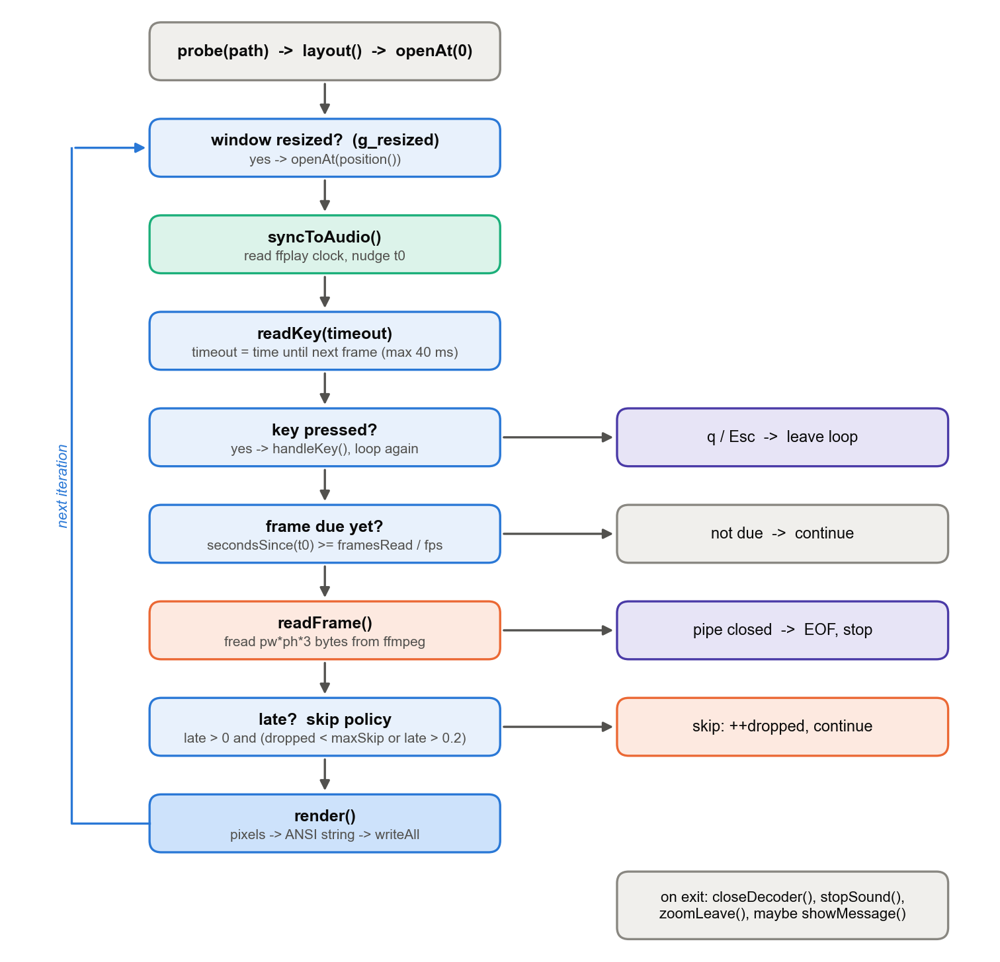 probe(path)  ->  layout()  ->  openAt(0)
window resized?  (g_resized)
yes -> openAt(position())
syncToAudio()
read ffplay clock, nudge t0
readKey(timeout)
timeout = time until next frame (max 40 ms)
key pressed?
yes -> handleKey(), loop again
q / Esc  ->  leave loop
next iteration
frame due yet?
secondsSince(t0) >= framesRead / fps
not due  ->  continue
readFrame()
fread pw*ph*3 bytes from ffmpeg
pipe closed  ->  EOF, stop
late?  skip policy
late > 0 and (dropped < maxSkip or late > 0.2)
skip: ++dropped, continue
render()
pixels -> ANSI string -> writeAll
on exit: closeDecoder(), stopSound(),
zoomLeave(), maybe showMessage()